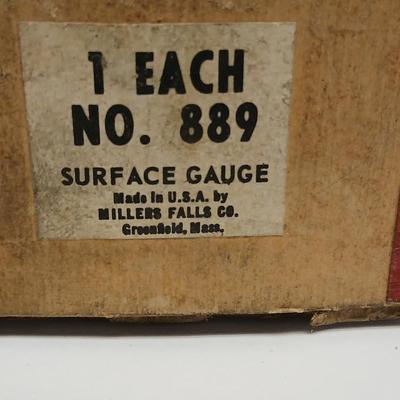 1 EACH
NO. 889
SURFACE GAUGE
Made in U.S.A. by
MILLERS FALLS CO.
Greenfield, Mass.